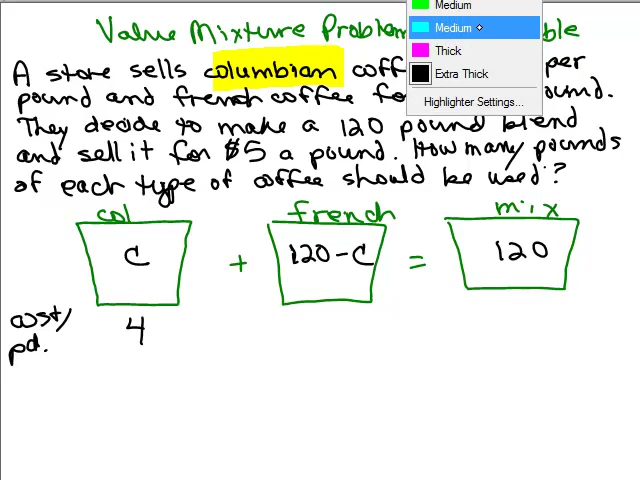 Value Mixture Problem
Medium
Medium
Thick
Extra Thick
Highlighter Settings...
A store sells columbian coff per
pound and french coffee fo ound.
They decide to make a 120 pound blend
and sell it for $5 a pound. How many pounds
of each type of coffee should be used?
col french mix
C + 120-C = 120
cost/ 4
pd.